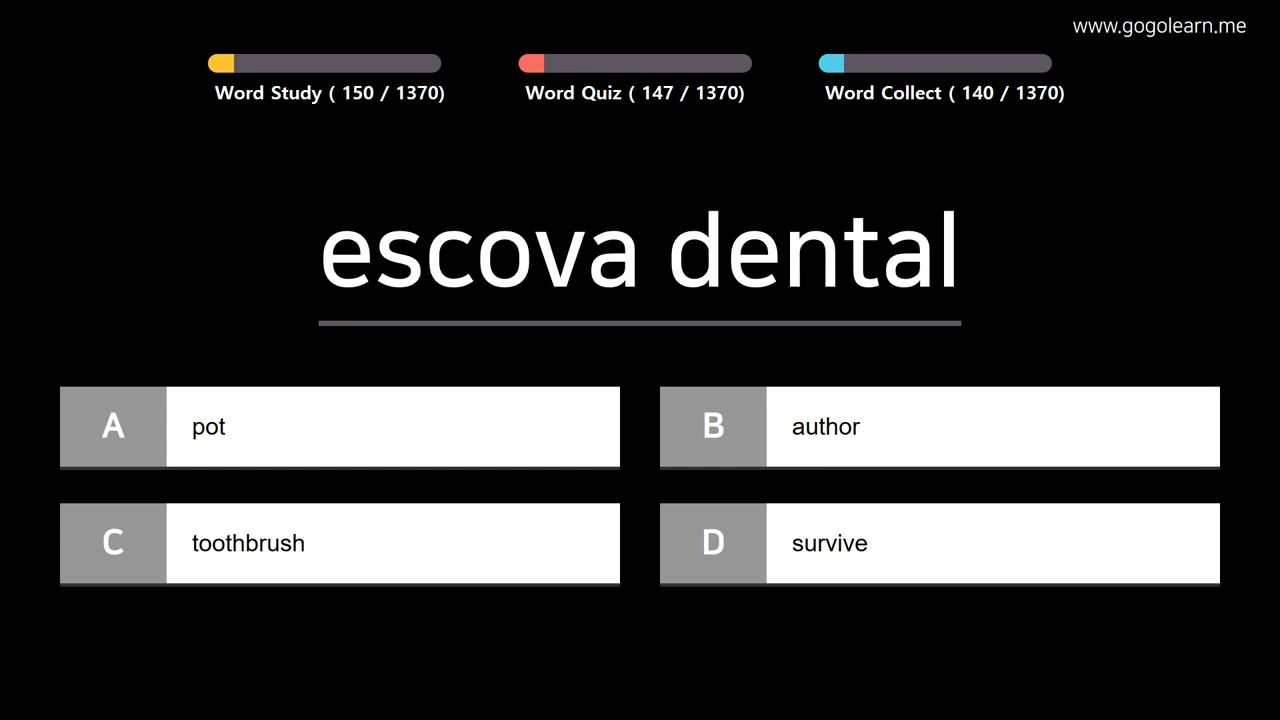 www.gogolearn.me
Word Study ( 150 / 1370)
Word Quiz ( 147 / 1370)
Word Collect ( 140 / 1370)
escova dental
A
pot
B
author
C
toothbrush
D
survive